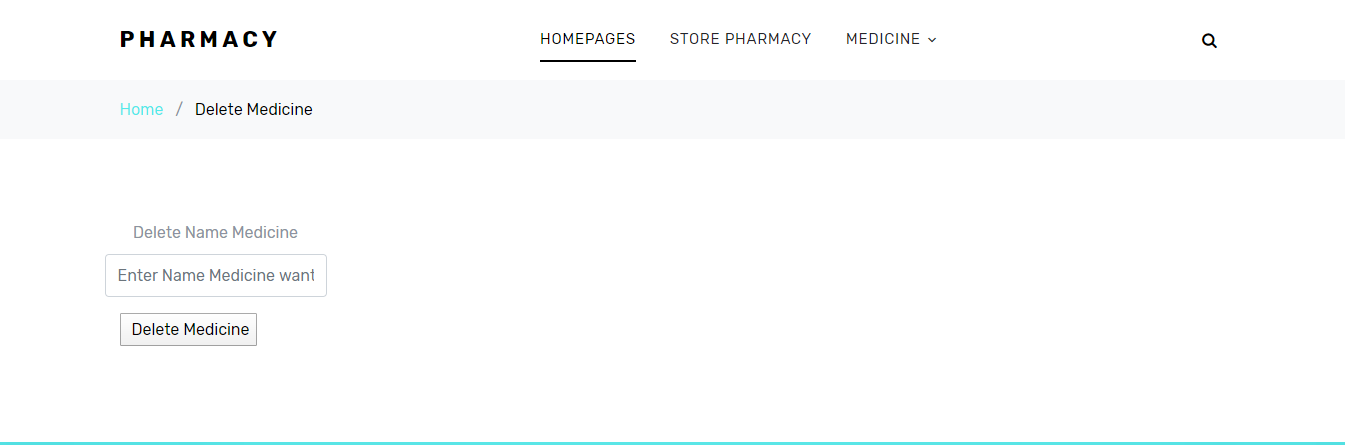 PHARMACY HOMEPAGES STORE PHARMACY MEDICINE
Home / Delete Medicine
Delete Name Medicine
Enter Name Medicine want
Delete Medicine